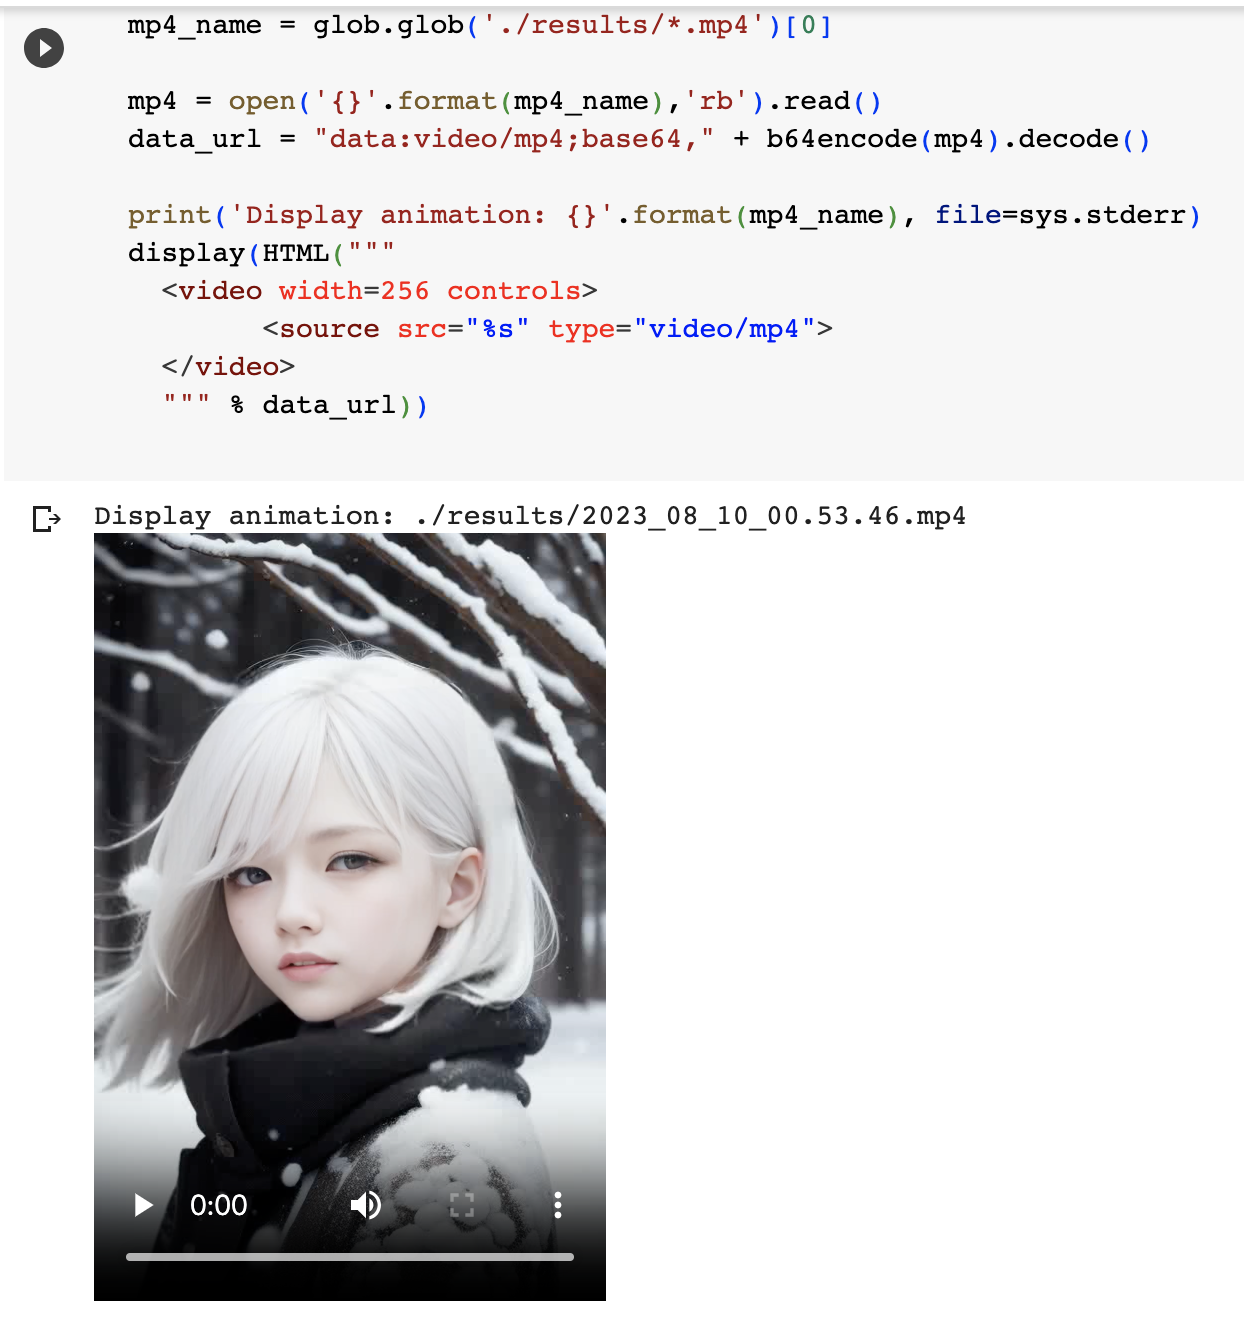 mp4_name = glob.glob('./results/*.mp4')[0]
mp4 = open('{}'.format(mp4_name),'rb').read()
data_url = "data:video/mp4;base64," + b64encode(mp4).decode()
print('Display animation: {}'.format(mp4_name), file=sys.stderr)
display(HTML("""
  <video width=256 controls>
        <source src="%s" type="video/mp4">
  </video>
  """ % data_url))
Display animation: ./results/2023_08_10_00.53.46.mp4
0:00